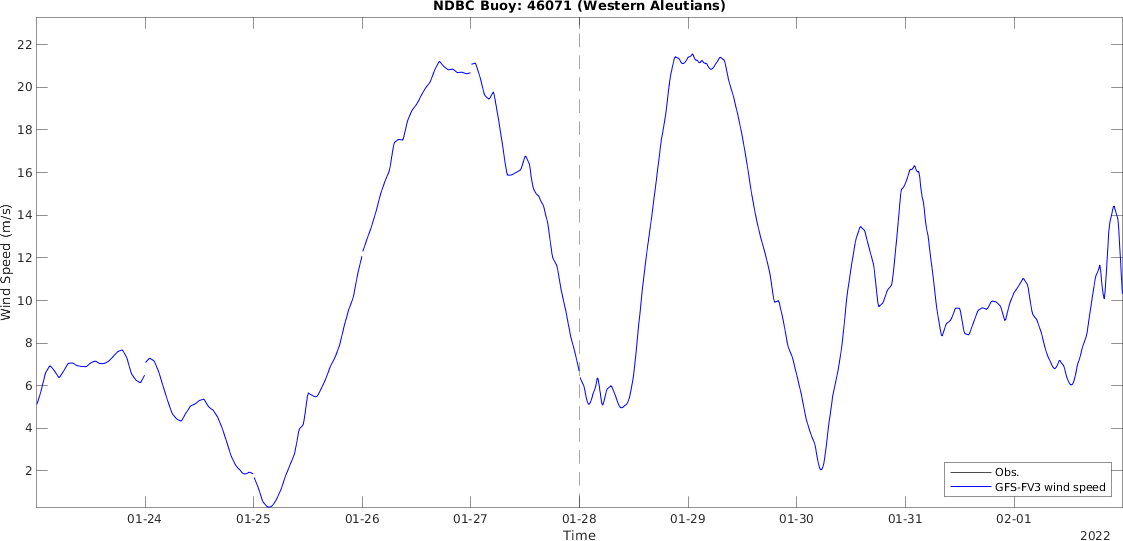 NDBC Buoy: 46071 (Western Aleutians)
22
20
18
16
14
12
10
8
6
4
2
Wind Speed (m/s)
Obs.
GFS-FV3 wind speed
01-24 01-25 01-26 01-27 01-28 01-29 01-30 01-31 02-01
Time
2022